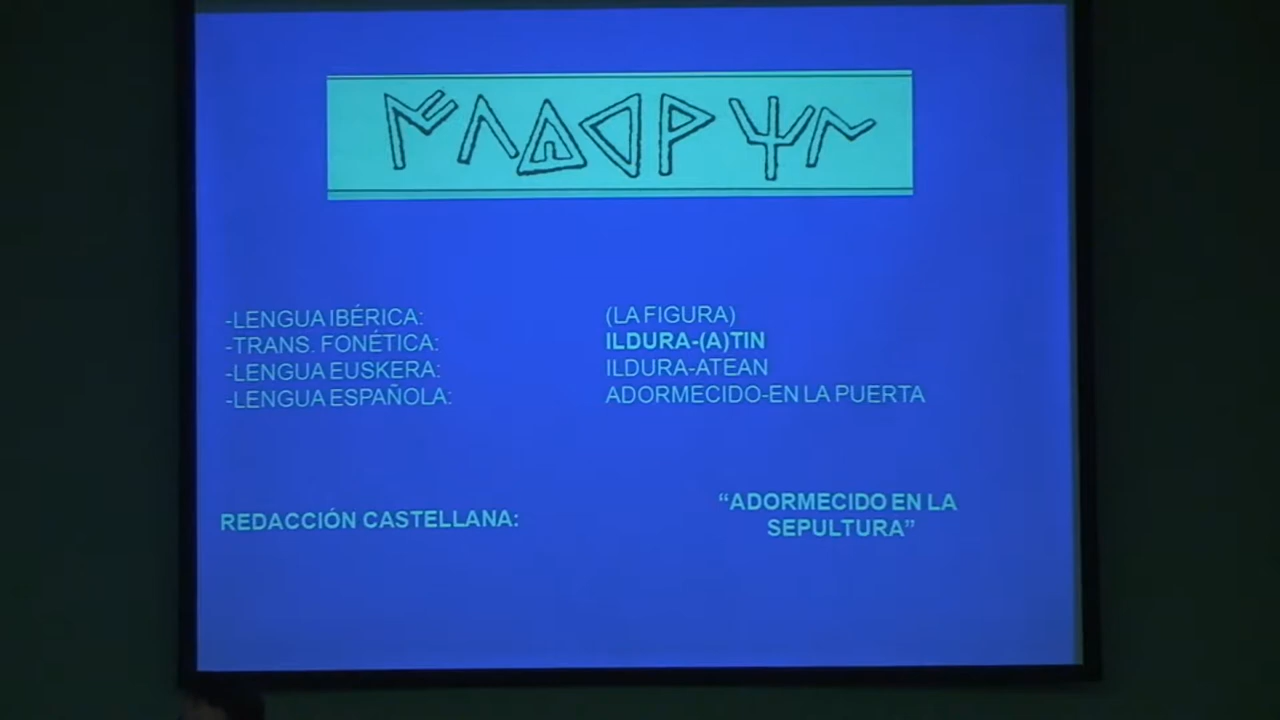 -LENGUA IBÉRICA: (LA FIGURA)
-TRANS. FONÉTICA: ILDURA-(A)TIN
-LENGUA EUSKERA: ILDURA-ATEAN
-LENGUA ESPAÑOLA: ADORMECIDO-EN LA PUERTA
REDACCIÓN CASTELLANA:
“ADORMECIDO EN LA
SEPULTURA”